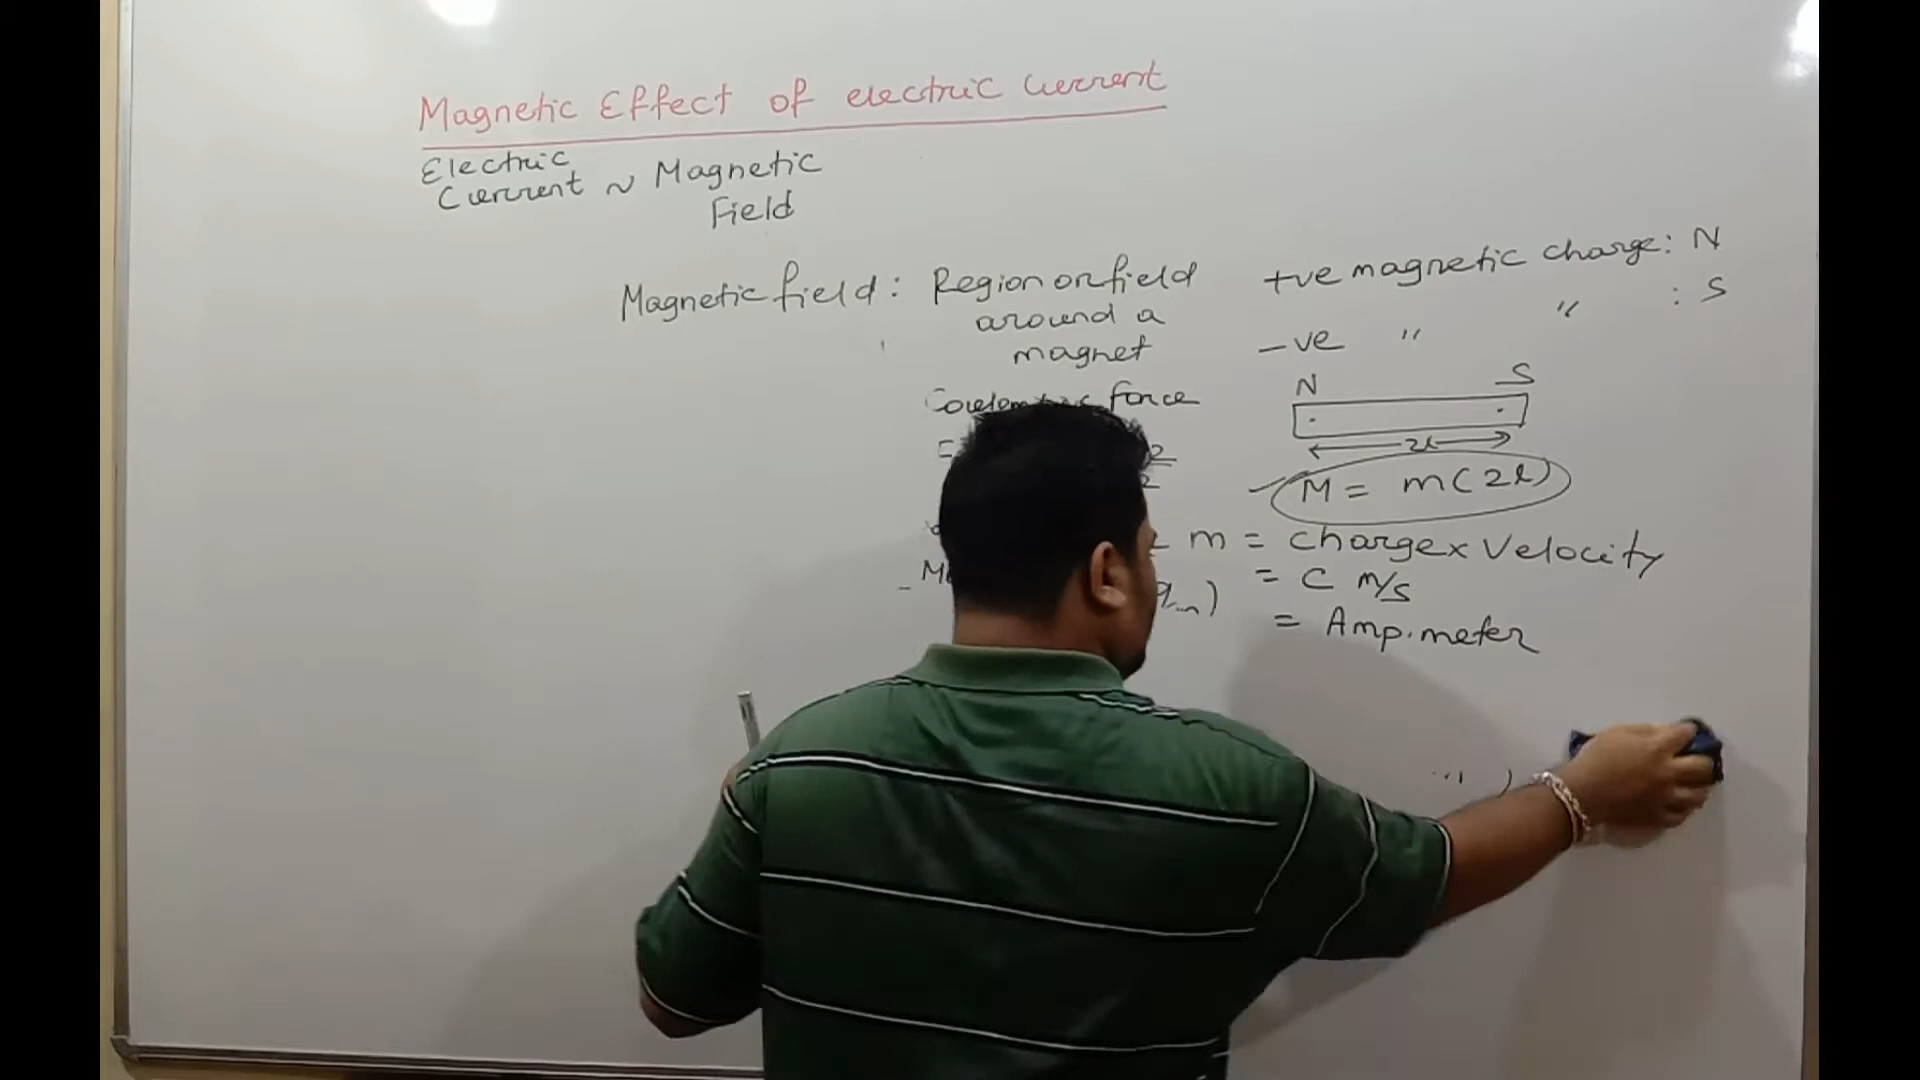 Magnetic Effect of electric current
Electric
Current ~ Magnetic
Field
Magnetic field : Region or field
around a
magnet
force
+ve magnetic charge : N
-ve " " : S
N S
2l
M = m(2l)
m = charge x Velocity
= C m/s
= Amp.meter